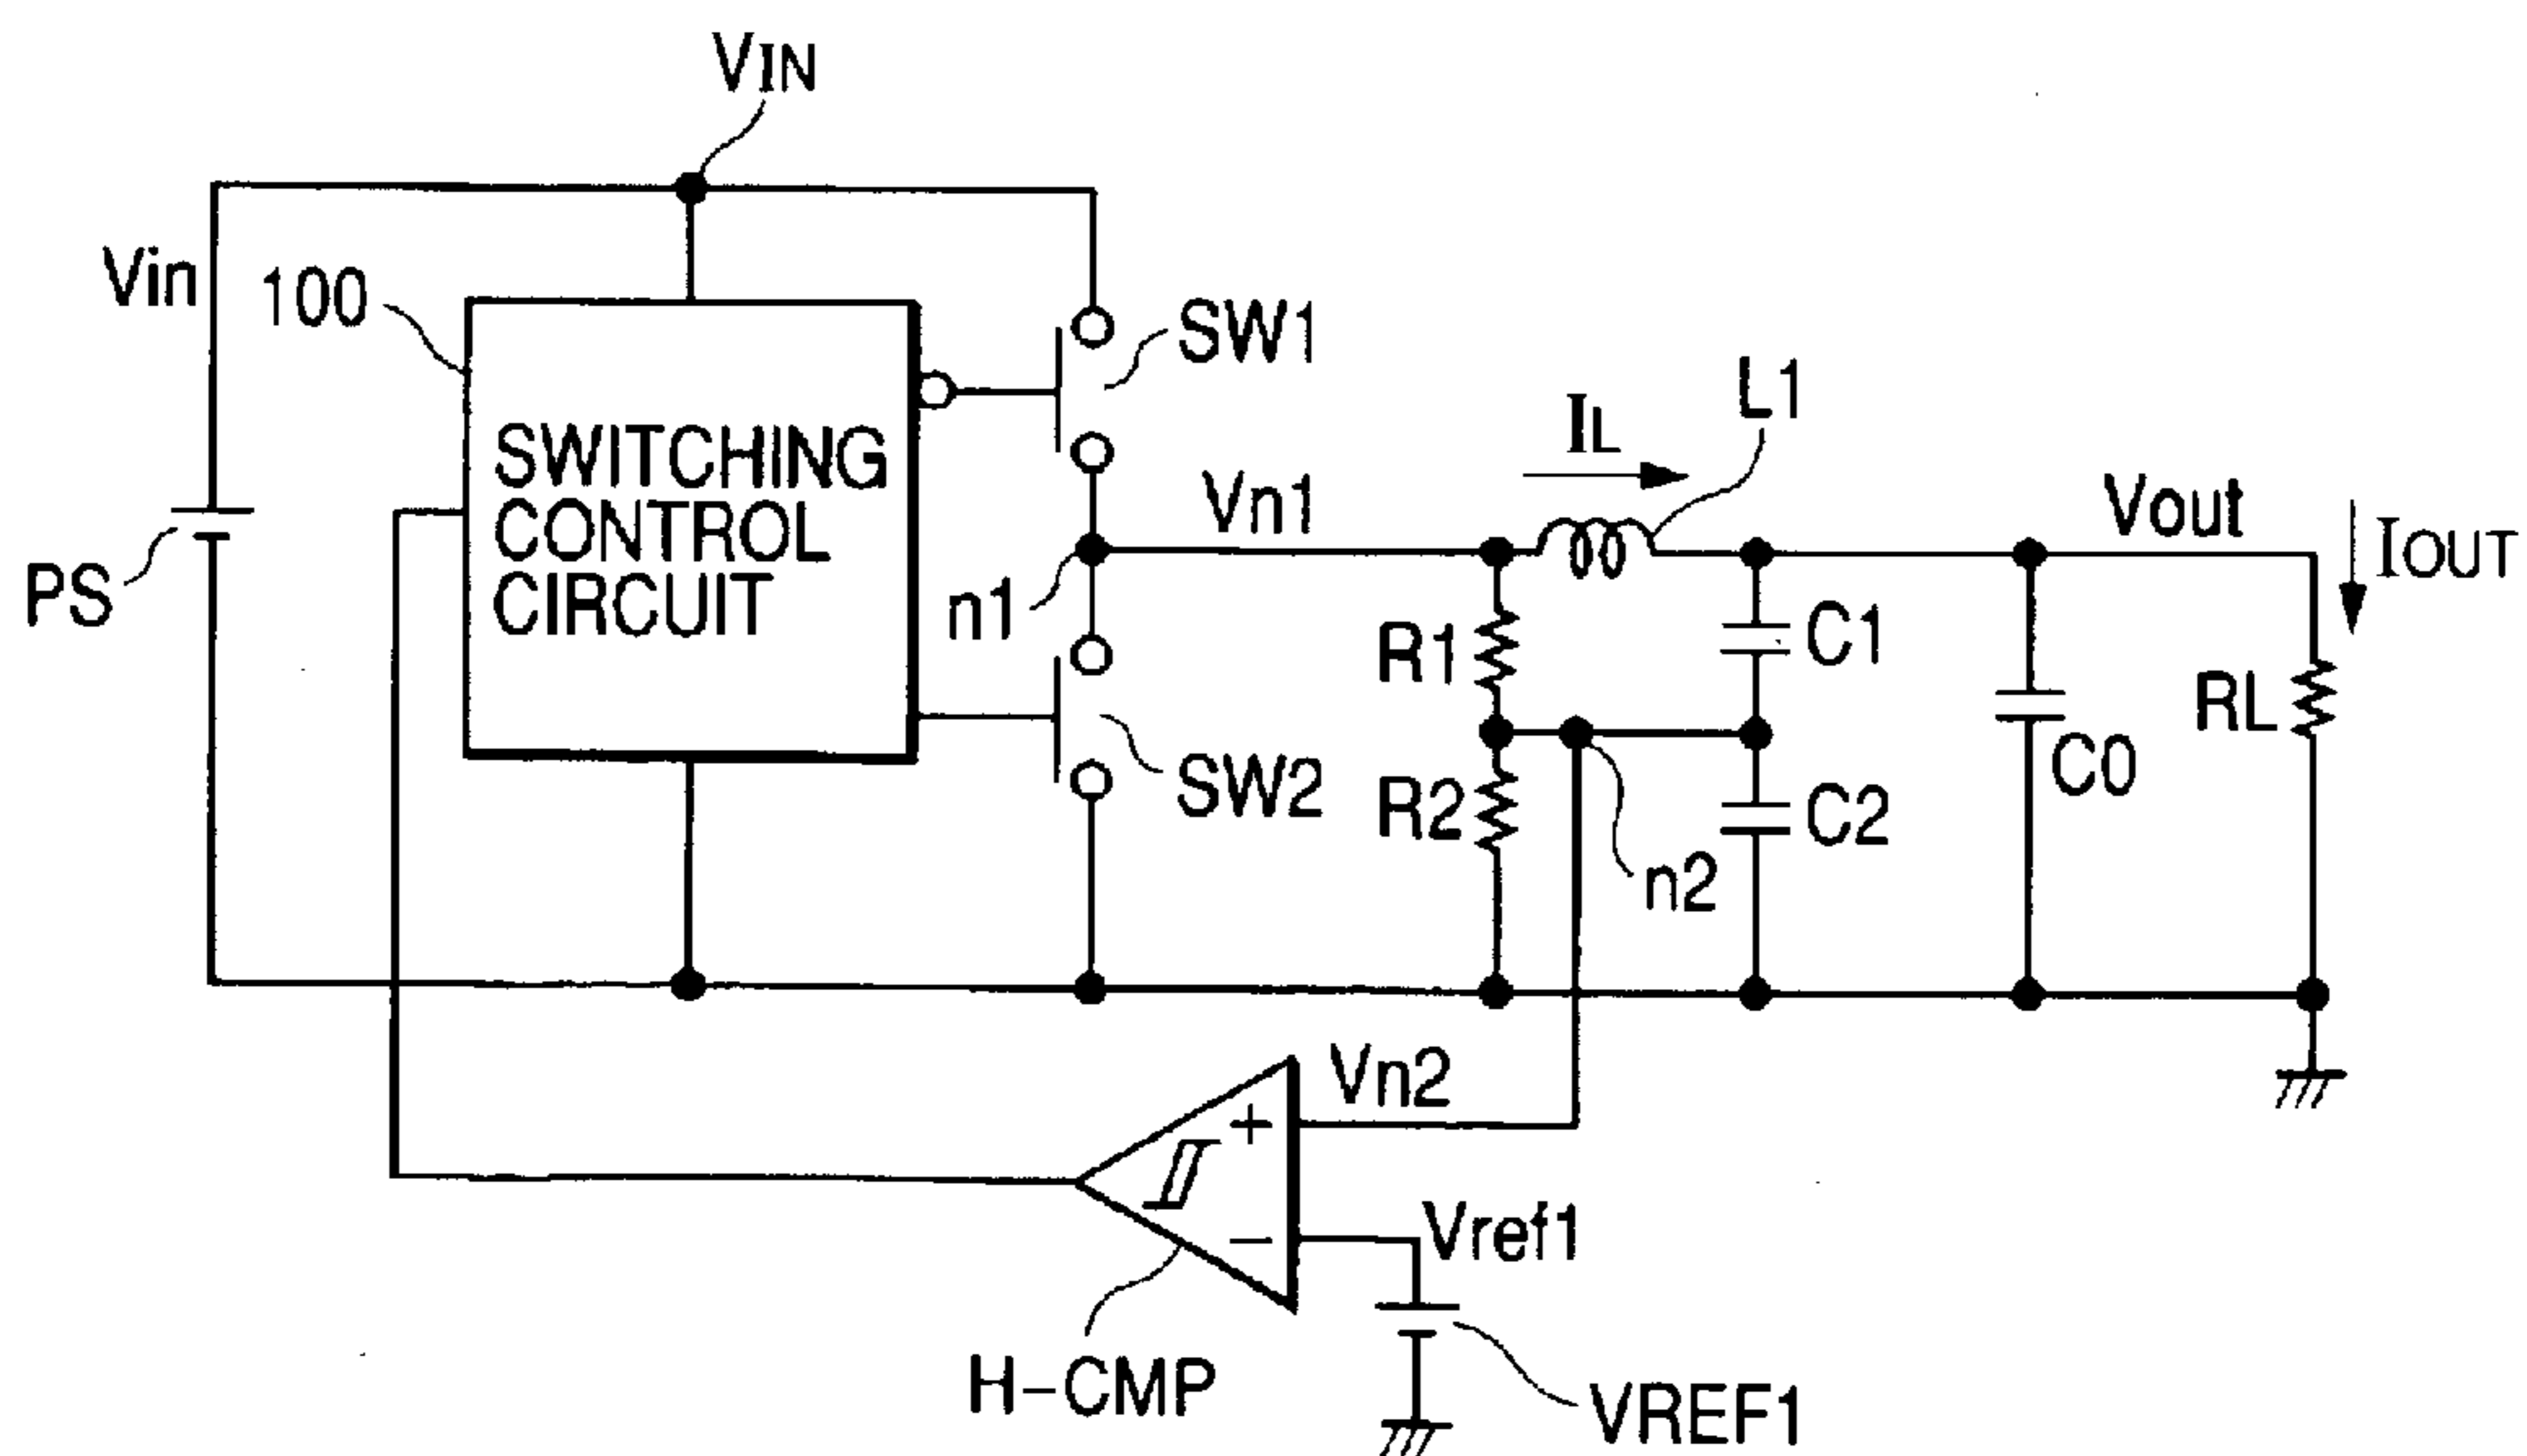 VIN
Vin
100
SW1
L1
IL
SWITCHING
CONTROL
CIRCUIT
Vn1
Vout
IOUT
PS
n1
R1
C1
RL
SW2
R2
C2
C0
n2
Vn2
+
−
Vref1
H-CMP
VREF1